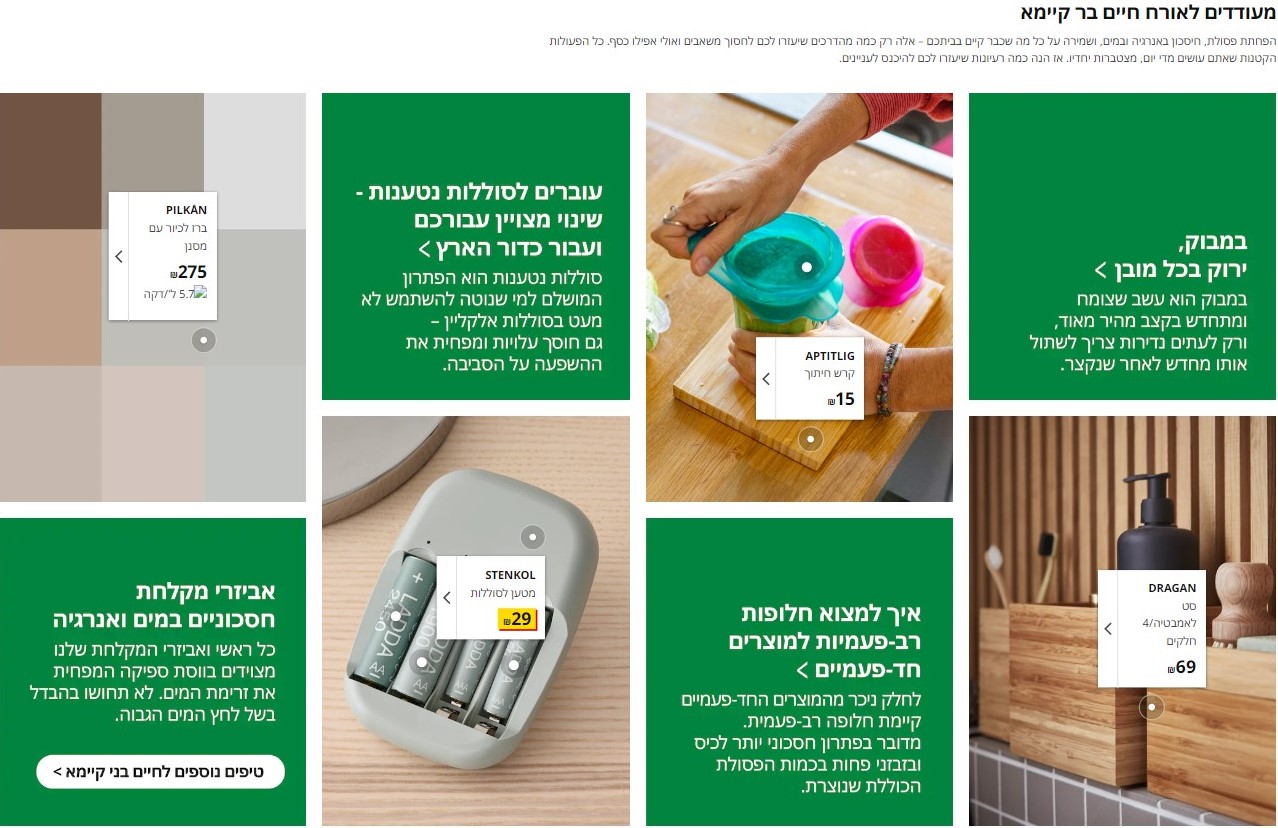 מעודדים לאורח חיים בר קיימא
הפחתת פסולת, חיסכון באנרגיה ובמים, ושמירה על כל מה שכבר קיים בביתכם – אלה רק כמה מהדרכים שיעזרו לכם לחסוך משאבים ואולי אפילו כסף. כל הפעולות
הקטנות שאתם עושים מדי יום, מצטברות יחדיו. אז הנה כמה רעיונות שיעזרו לכם להיכנס לעניינים.
במבוק,
ירוק בכל מובן >
במבוק הוא עשב שצומח
ומתחדש בקצב מהיר מאוד,
ורק לעתים נדירות צריך לשתול
אותו מחדש לאחר שנקצר.
APTITLIG
קרש חיתוך
₪15
עוברים לסוללות נטענות -
שינוי מצויין עבורכם
ועבור כדור הארץ >
סוללות נטענות הוא הפתרון
המושלם למי שנוטה להשתמש לא
מעט בסוללות אלקליין –
גם חוסך עלויות ומפחית את
ההשפעה על הסביבה.
PILKÅN
ברז לכיור עם
מסנן
₪275
5.7 ל'/דקה
DRAGAN
סט
לאמבטיה/4
חלקים
₪69
איך למצוא חלופות
רב-פעמיות למוצרים
חד-פעמיים >
לחלק ניכר מהמוצרים החד-פעמיים
קיימת חלופה רב-פעמית.
מדובר בפתרון חסכוני יותר לכיס
ובזבזני פחות בכמות הפסולת
הכוללת שנוצרת.
STENKOL
מטען לסוללות
₪29
LADDA
AA
אביזרי מקלחת
חסכוניים במים ואנרגיה
כל ראשי ואביזרי המקלחת שלנו
מצוידים בווסת ספיקה המפחית
את זרימת המים. לא תחושו בהבדל
בשל לחץ המים הגבוה.
טיפים נוספים לחיים בני קיימא >